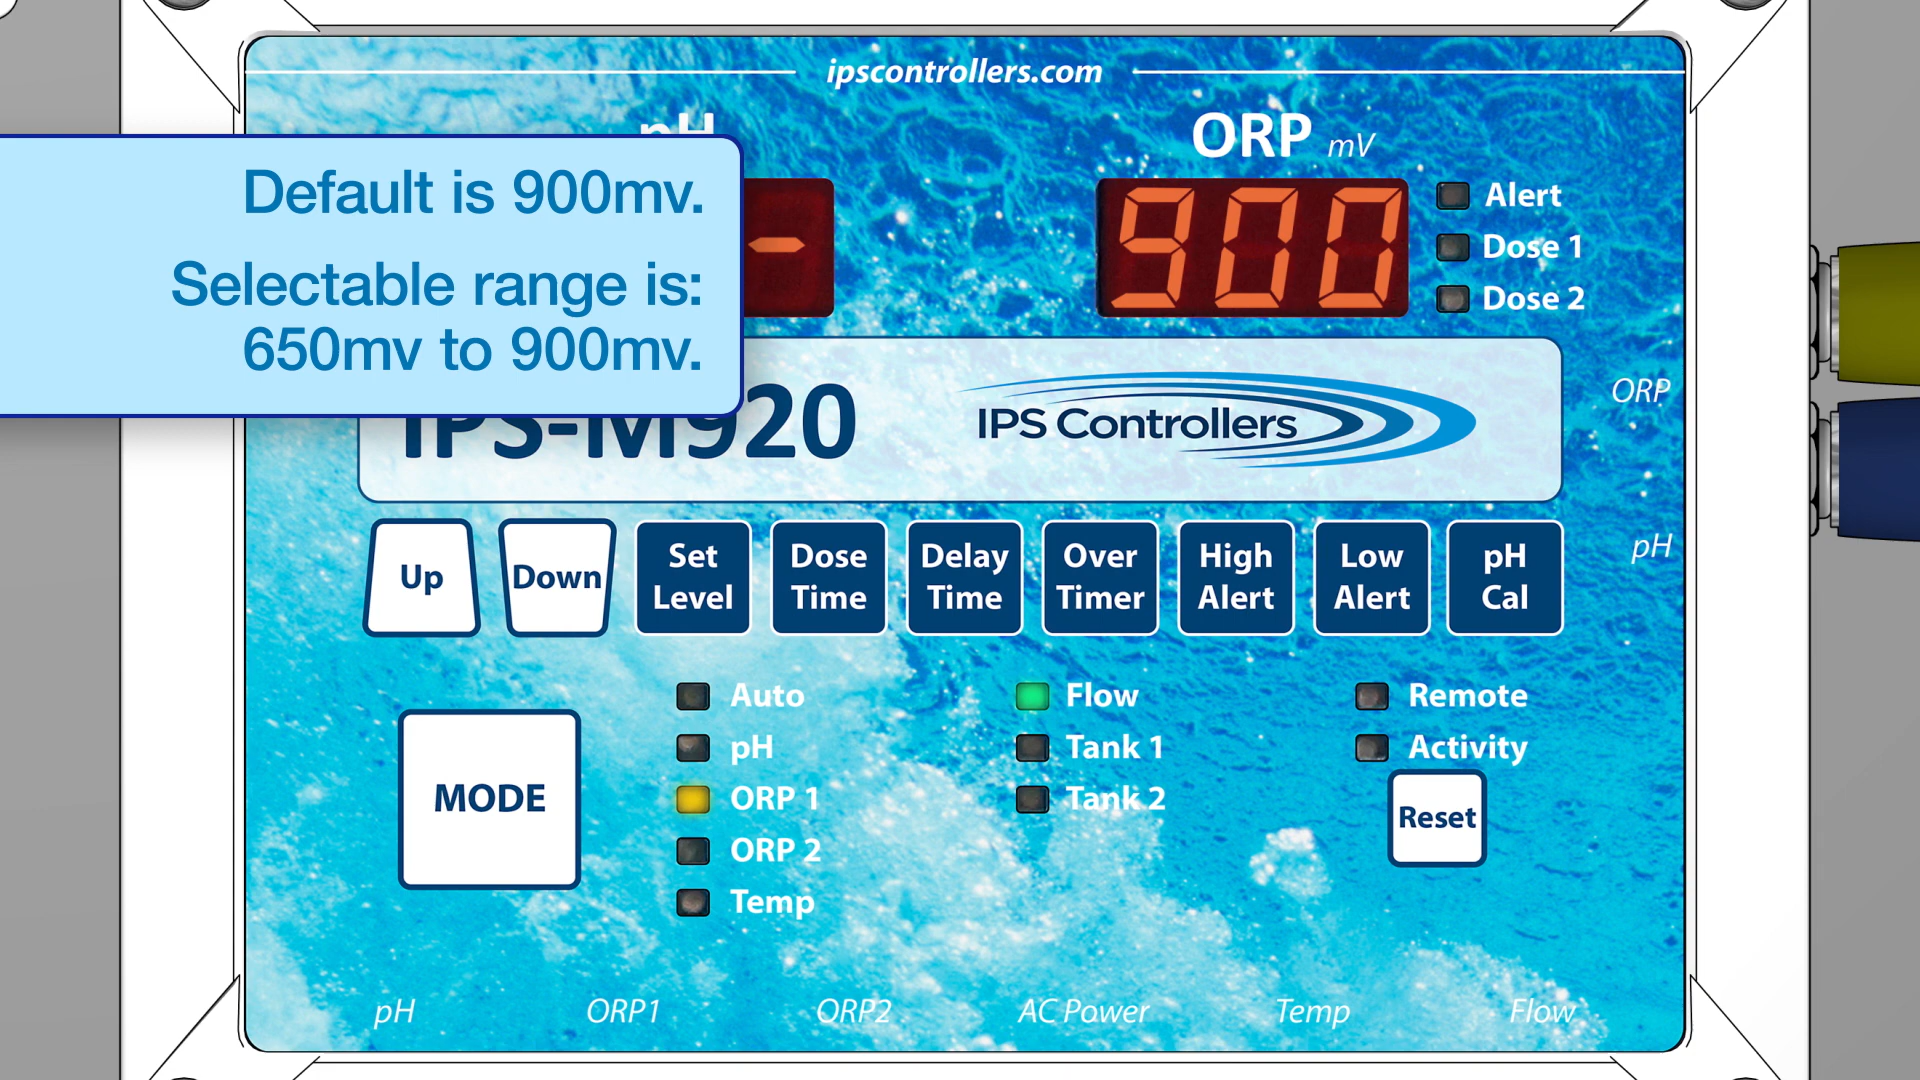 ipscontrollers.com
pH
ORP mV
Default is 900mv.
Selectable range is:
650mv to 900mv.
-
900
Alert
Dose 1
Dose 2
IPS-M920
IPS Controllers
ORP
pH
Up
Down
Set Level
Dose Time
Delay Time
Over Timer
High Alert
Low Alert
pH Cal
MODE
Auto
pH
ORP 1
ORP 2
Temp
Flow
Tank 1
Tank 2
Remote
Activity
Reset
pH
ORP1
ORP2
AC Power
Temp
Flow